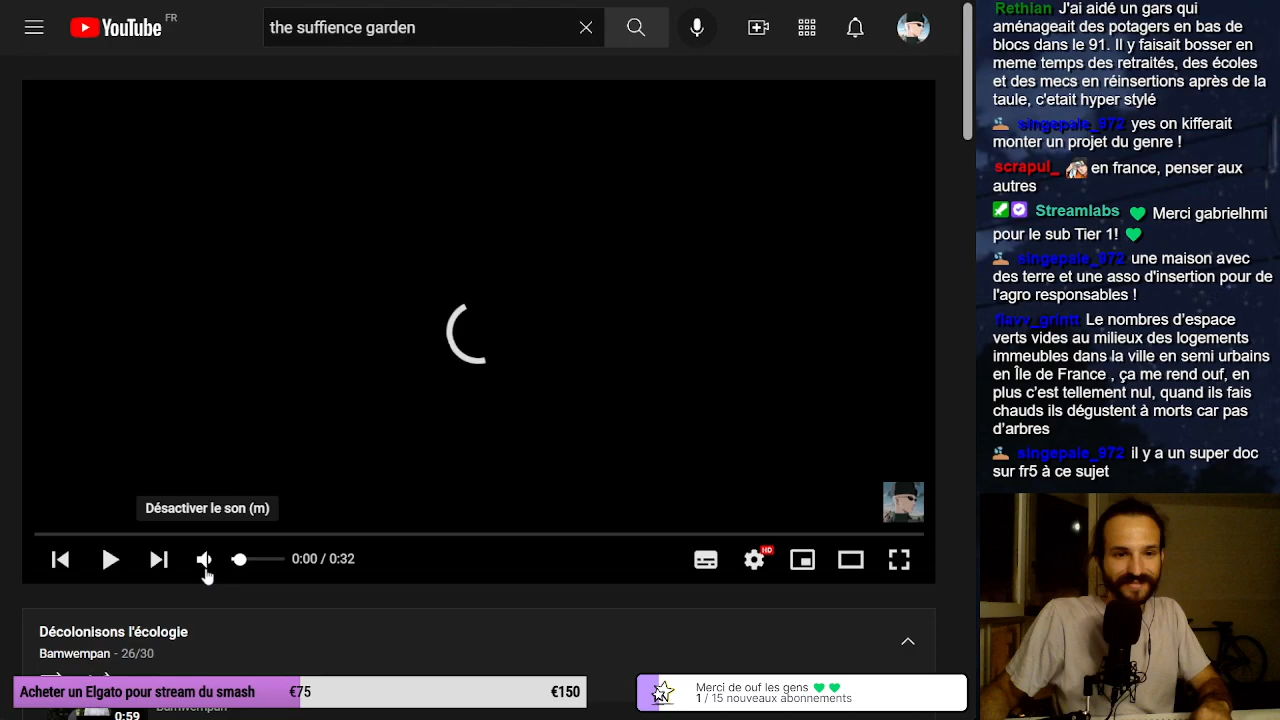 YouTube FR
the suffience garden
Désactiver le son (m)
0:00 / 0:32
HD
Décolonisons l'écologie
Bamwempan - 26/30
Acheter un Elgato pour stream du smash €75 €150
0:59
Bamwempan
Merci de ouf les gens
1 / 15 nouveaux abonnements
Rethian J'ai aidé un gars qui
aménageait des potagers en bas de
blocs dans le 91. Il y faisait bosser en
meme temps des retraités, des écoles
et des mecs en réinsertions après de la
taule, c'etait hyper stylé
singepale_972 yes on kifferait
monter un projet du genre !
scrapul_ en france, penser aux
autres
Streamlabs Merci gabrielhmi
pour le sub Tier 1!
singepale_972 une maison avec
des terre et une asso d'insertion pour de
l'agro responsables !
flavv_grintt Le nombres d'espace
verts vides au milieux des logements
immeubles dans la ville en semi urbains
en Île de France , ça me rend ouf, en
plus c'est tellement nul, quand ils fais
chauds ils dégustent à morts car pas
d'arbres
singepale_972 il y a un super doc
sur fr5 à ce sujet